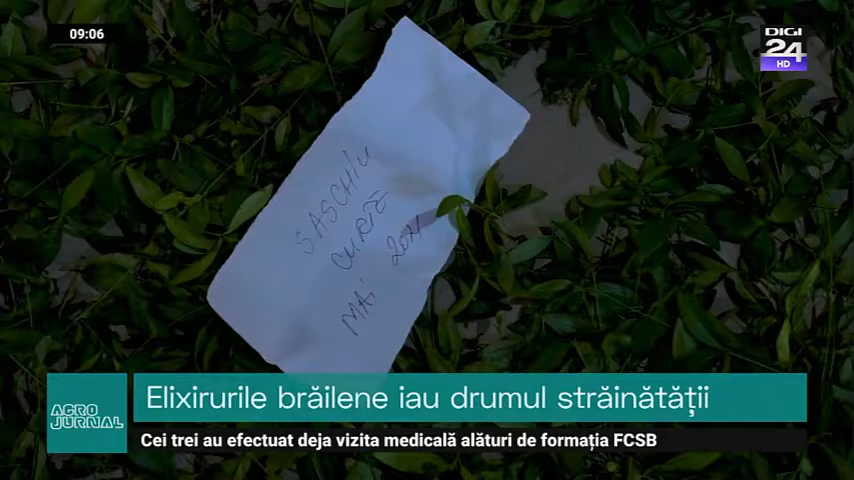 09:06
DIGI
24
HD
SASCHIU
CURTE
MAI 2021
AGRO
JURNAL
Elixirurile brăilene iau drumul străinătății
Cei trei au efectuat deja vizita medicală alături de formația FCSB